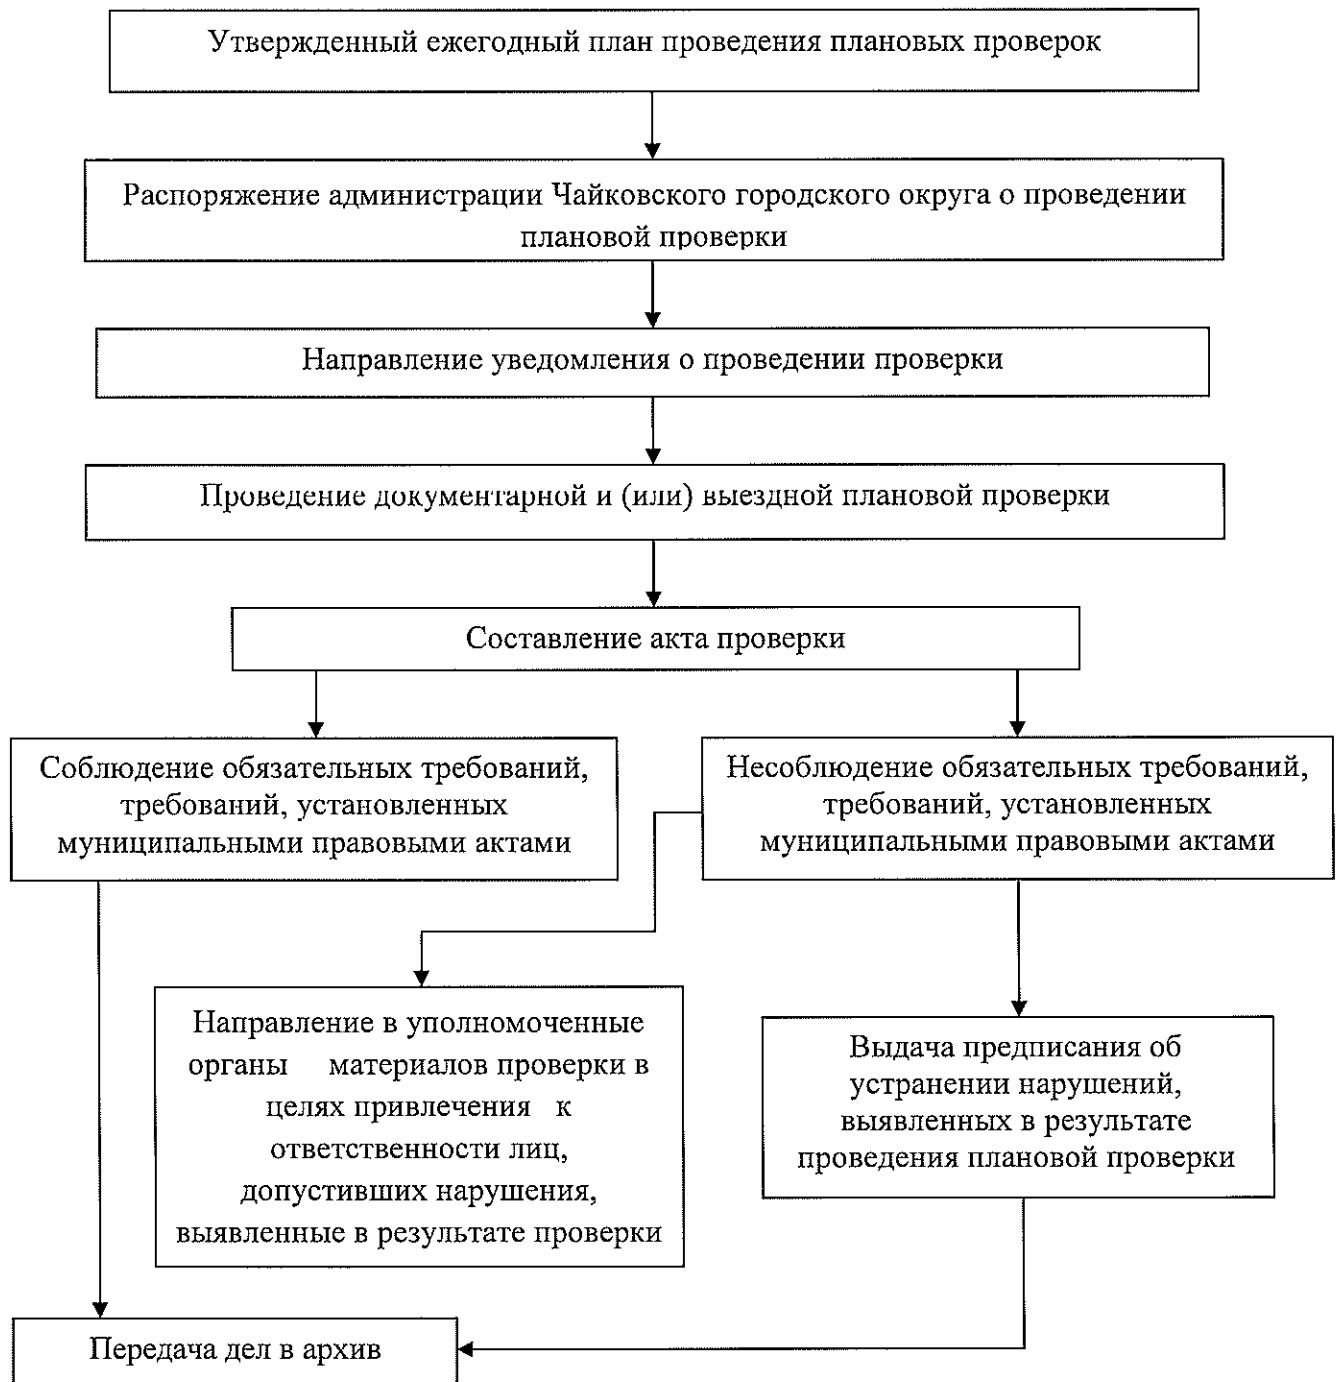 Утвержденный ежегодный план проведения плановых проверок
Распоряжение администрации Чайковского городского округа о проведении
плановой проверки
Направление уведомления о проведении проверки
Проведение документарной и (или) выездной плановой проверки
Составление акта проверки
Соблюдение обязательных требований,
требований, установленных
муниципальными правовыми актами
Несоблюдение обязательных требований,
требований, установленных
муниципальными правовыми актами
Направление в уполномоченные
органы материалов проверки в
целях привлечения к
ответственности лиц,
допустивших нарушения,
выявленные в результате проверки
Выдача предписания об
устранении нарушений,
выявленных в результате
проведения плановой проверки
Передача дел в архив